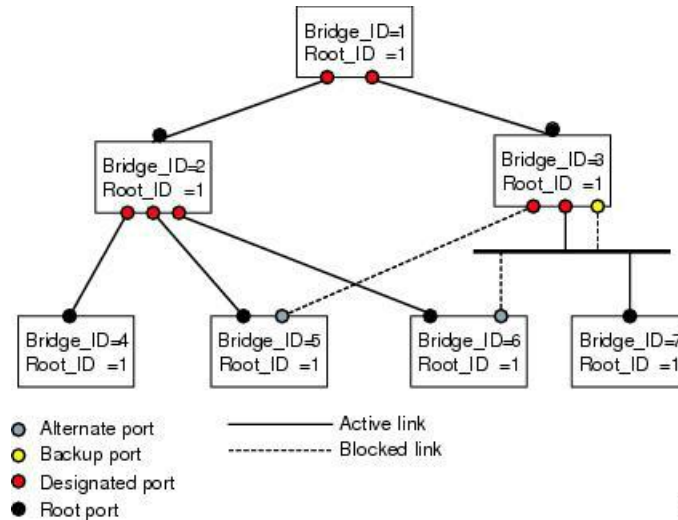 Bridge_ID=1
Root_ID =1
Bridge_ID=2
Root_ID =1
Bridge_ID=3
Root_ID =1
Bridge_ID=4
Root_ID =1
Bridge_ID=5
Root_ID =1
Bridge_ID=6
Root_ID =1
Bridge_ID=7
Root_ID =1
Alternate port
Backup port
Designated port
Root port
Active link
Blocked link